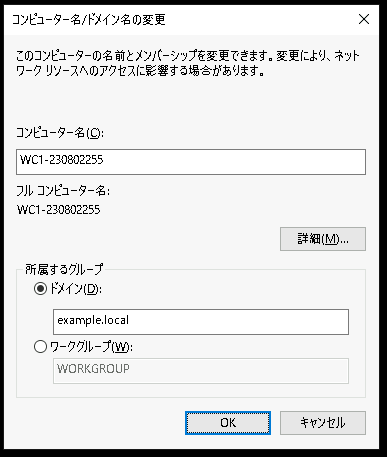 コンピューター名/ドメイン名の変更
このコンピューターの名前とメンバーシップを変更できます。変更により、ネット
ワーク リソースへのアクセスに影響する場合があります。
コンピューター名(C):
WC1-230802255
フル コンピューター名:
WC1-230802255
詳細(M)...
所属するグループ
ドメイン(D):
example.local
ワークグループ(W):
WORKGROUP
OK
キャンセル